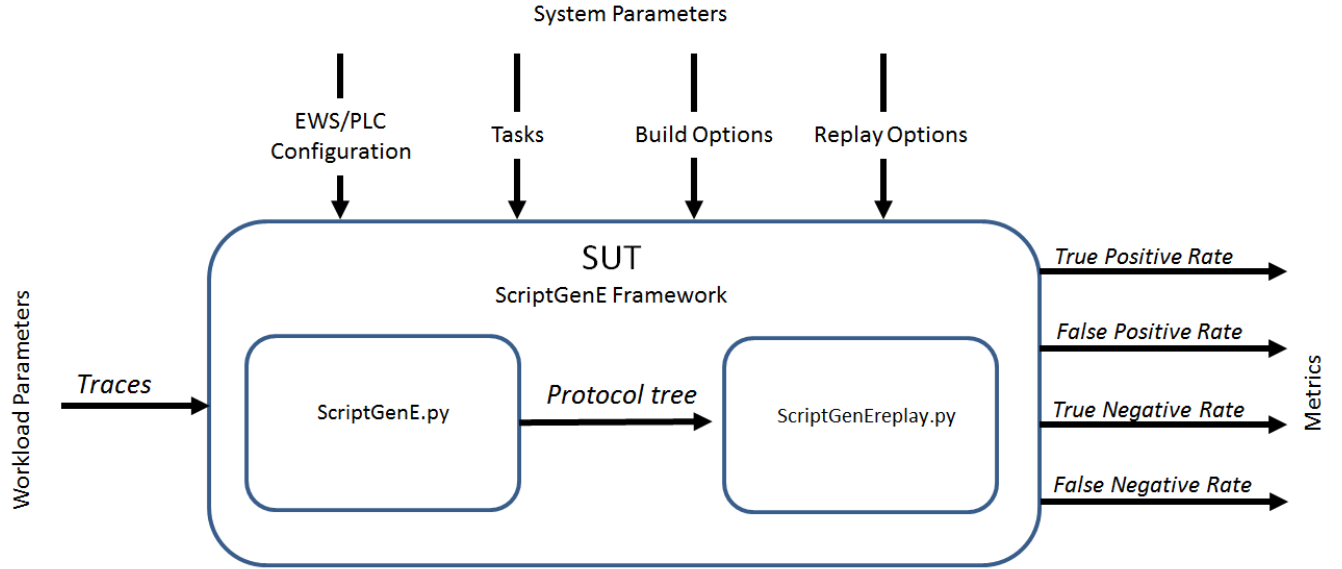 System Parameters
EWS/PLC
Configuration
Tasks
Build Options
Replay Options
SUT
ScriptGenE Framework
Workload Parameters
Traces
ScriptGenE.py
Protocol tree
ScriptGenEreplay.py
True Positive Rate
False Positive Rate
True Negative Rate
False Negative Rate
Metrics